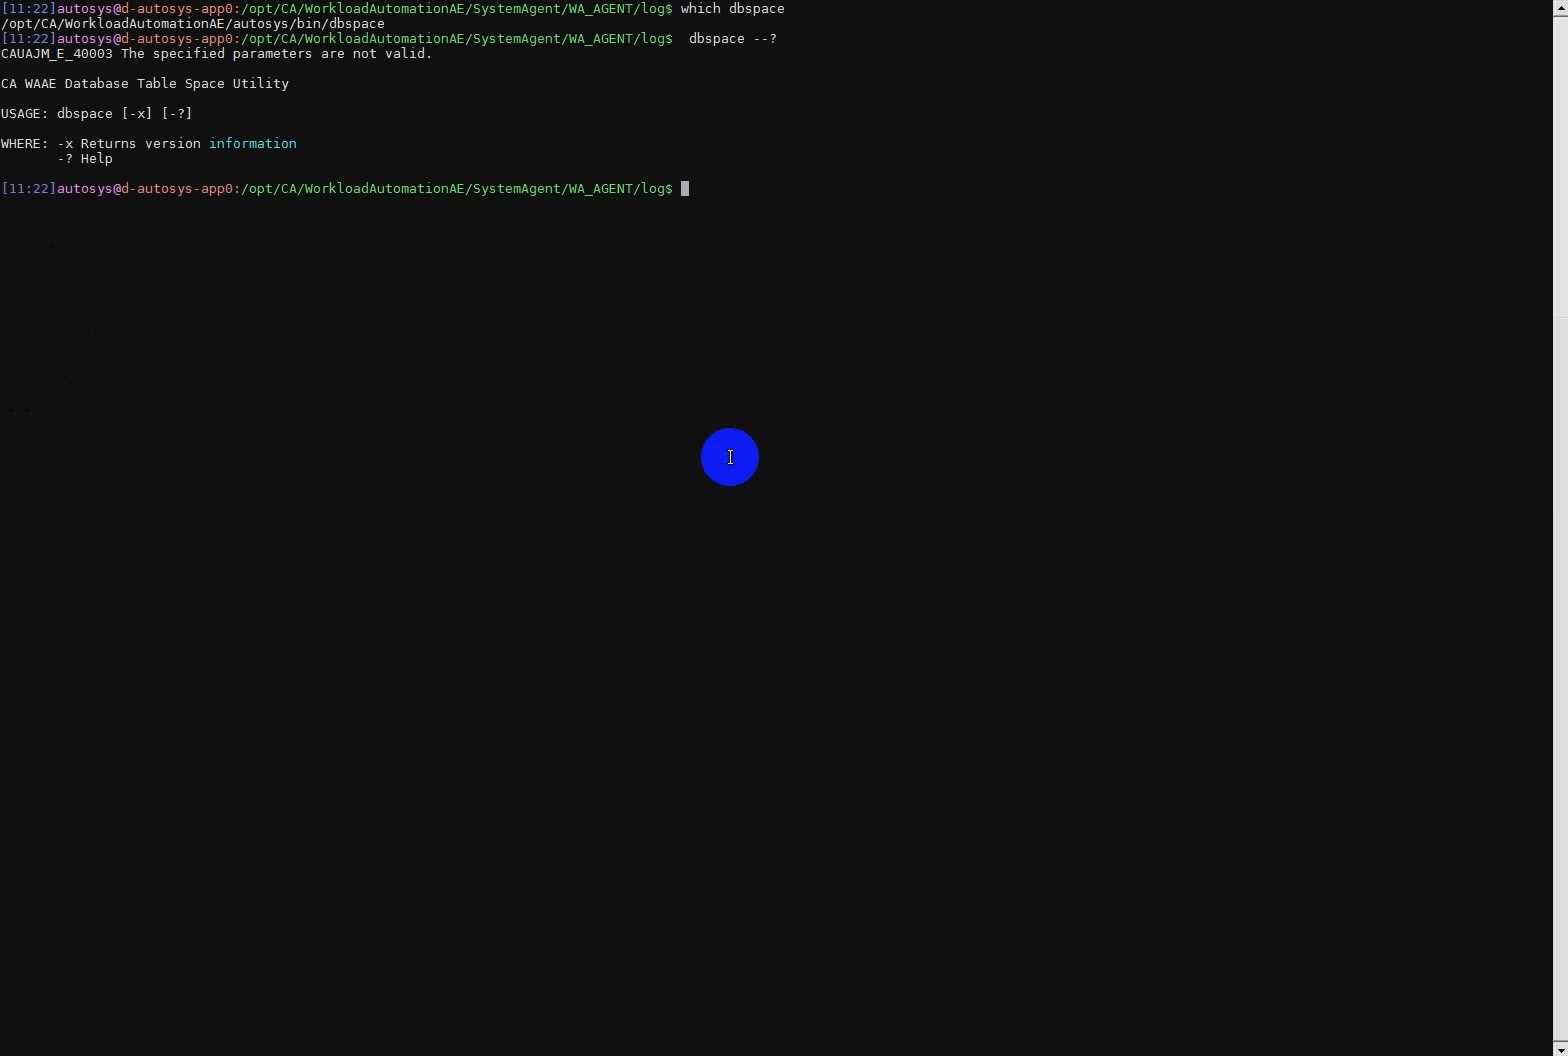 [11:22]autosys@d-autosys-app0:/opt/CA/WorkloadAutomationAE/SystemAgent/WA_AGENT/log$ which dbspace
/opt/CA/WorkloadAutomationAE/autosys/bin/dbspace
[11:22]autosys@d-autosys-app0:/opt/CA/WorkloadAutomationAE/SystemAgent/WA_AGENT/log$  dbspace --?
CAUAJM_E_40003 The specified parameters are not valid.
CA WAAE Database Table Space Utility
USAGE: dbspace [-x] [-?]
WHERE: -x Returns version information
-? Help
[11:22]autosys@d-autosys-app0:/opt/CA/WorkloadAutomationAE/SystemAgent/WA_AGENT/log$